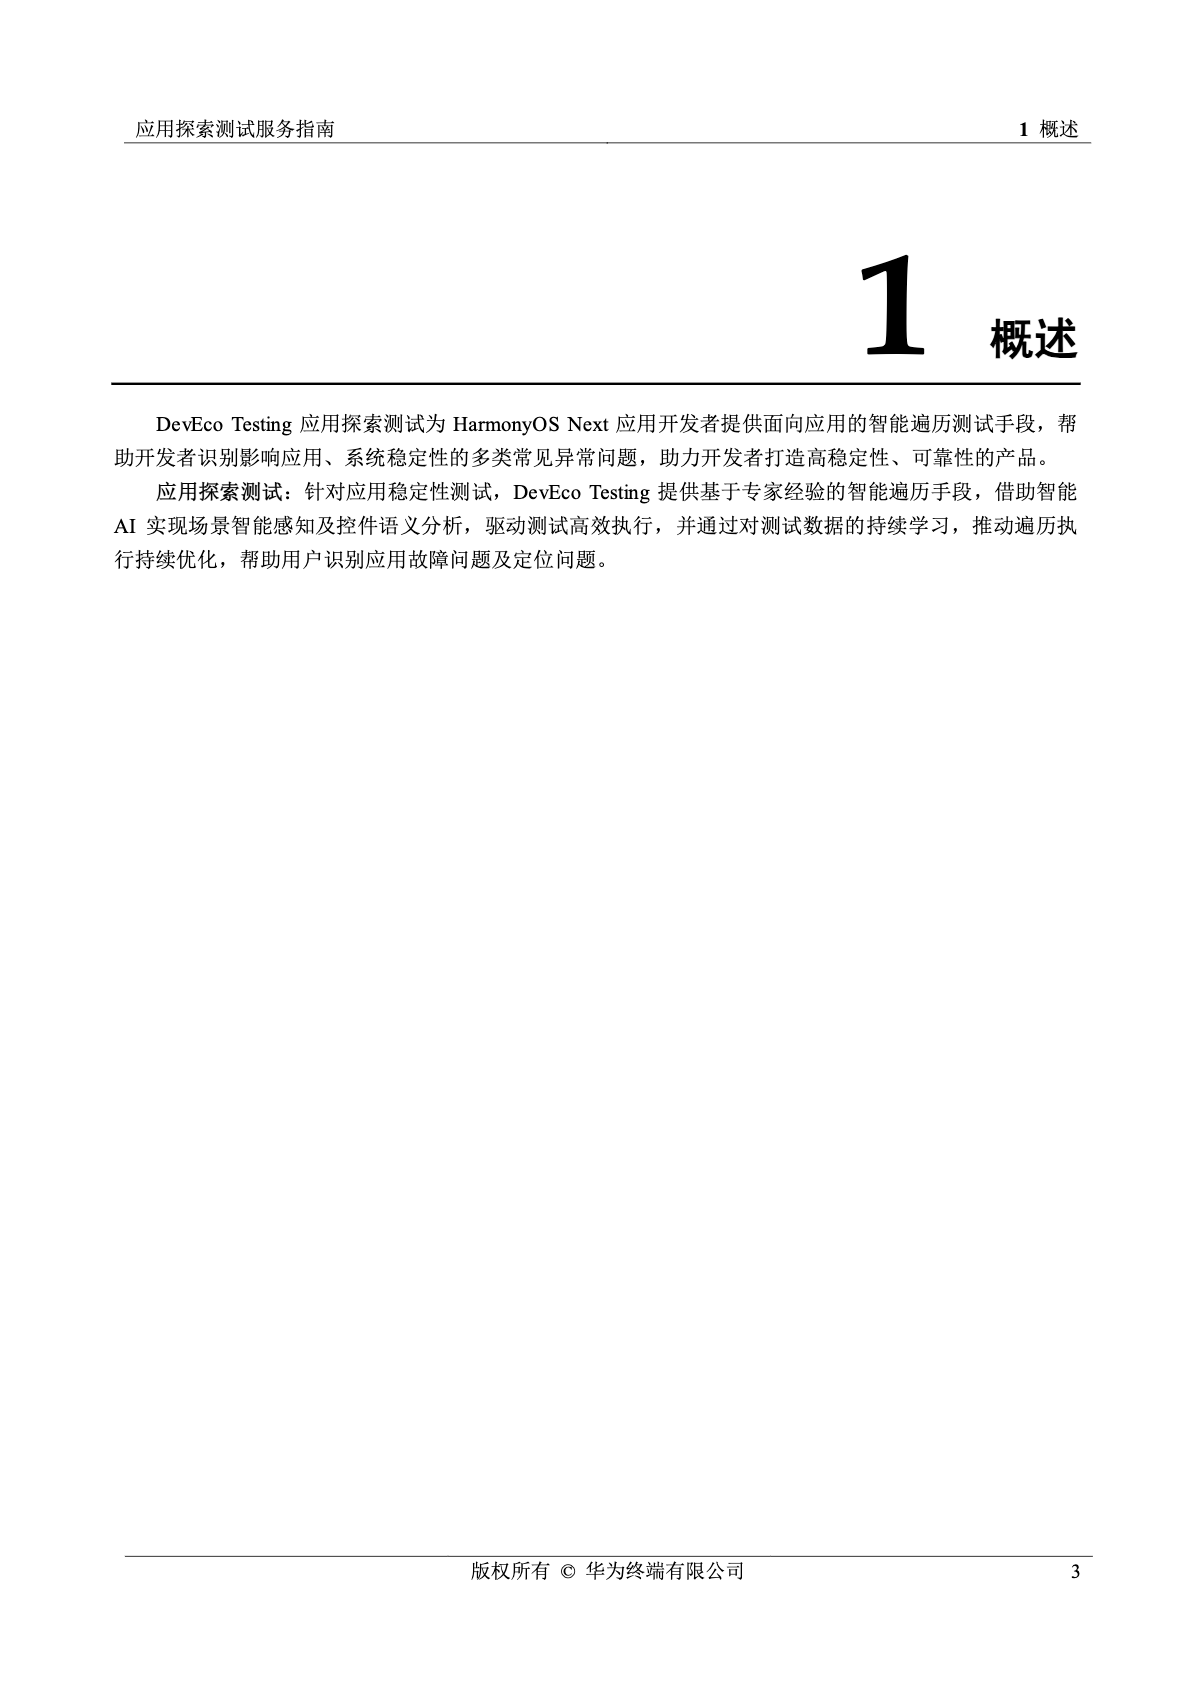 应用探索测试服务指南 1 概述
1 概述
DevEco Testing 应用探索测试为 HarmonyOS Next 应用开发者提供面向应用的智能遍历测试手段，帮
助开发者识别影响应用、系统稳定性的多类常见异常问题，助力开发者打造高稳定性、可靠性的产品。
应用探索测试：针对应用稳定性测试，DevEco Testing 提供基于专家经验的智能遍历手段，借助智能
AI 实现场景智能感知及控件语义分析，驱动测试高效执行，并通过对测试数据的持续学习，推动遍历执
行持续优化，帮助用户识别应用故障问题及定位问题。
版权所有 © 华为终端有限公司 3